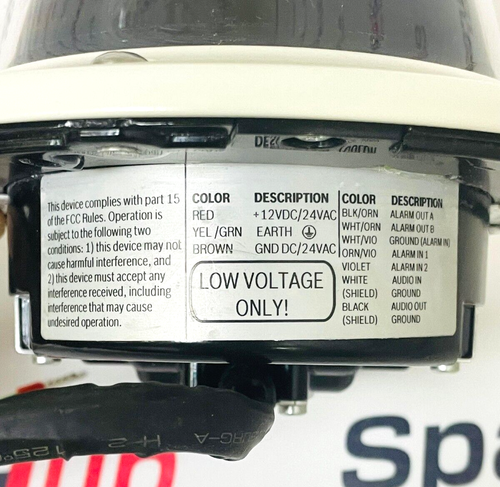 This device complies with part 15
of the FCC Rules. Operation is
subject to the following two
conditions: 1) this device may not
cause harmful interference, and
2) this device must accept any
interference received, including
interference that may cause
undesired operation.
COLOR DESCRIPTION
RED +12VDC/24VAC
YEL/GRN EARTH
BROWN GND DC/24VAC
LOW VOLTAGE
ONLY!
COLOR DESCRIPTION
BLK/ORN ALARM OUT A
WHT/ORN ALARM OUT B
WHT/VIO GROUND (ALARM IN)
ORN/VIO ALARM IN 1
VIOLET ALARM IN 2
WHITE AUDIO IN
(SHIELD) GROUND
BLACK AUDIO OUT
(SHIELD) GROUND
125° H-2
Spa